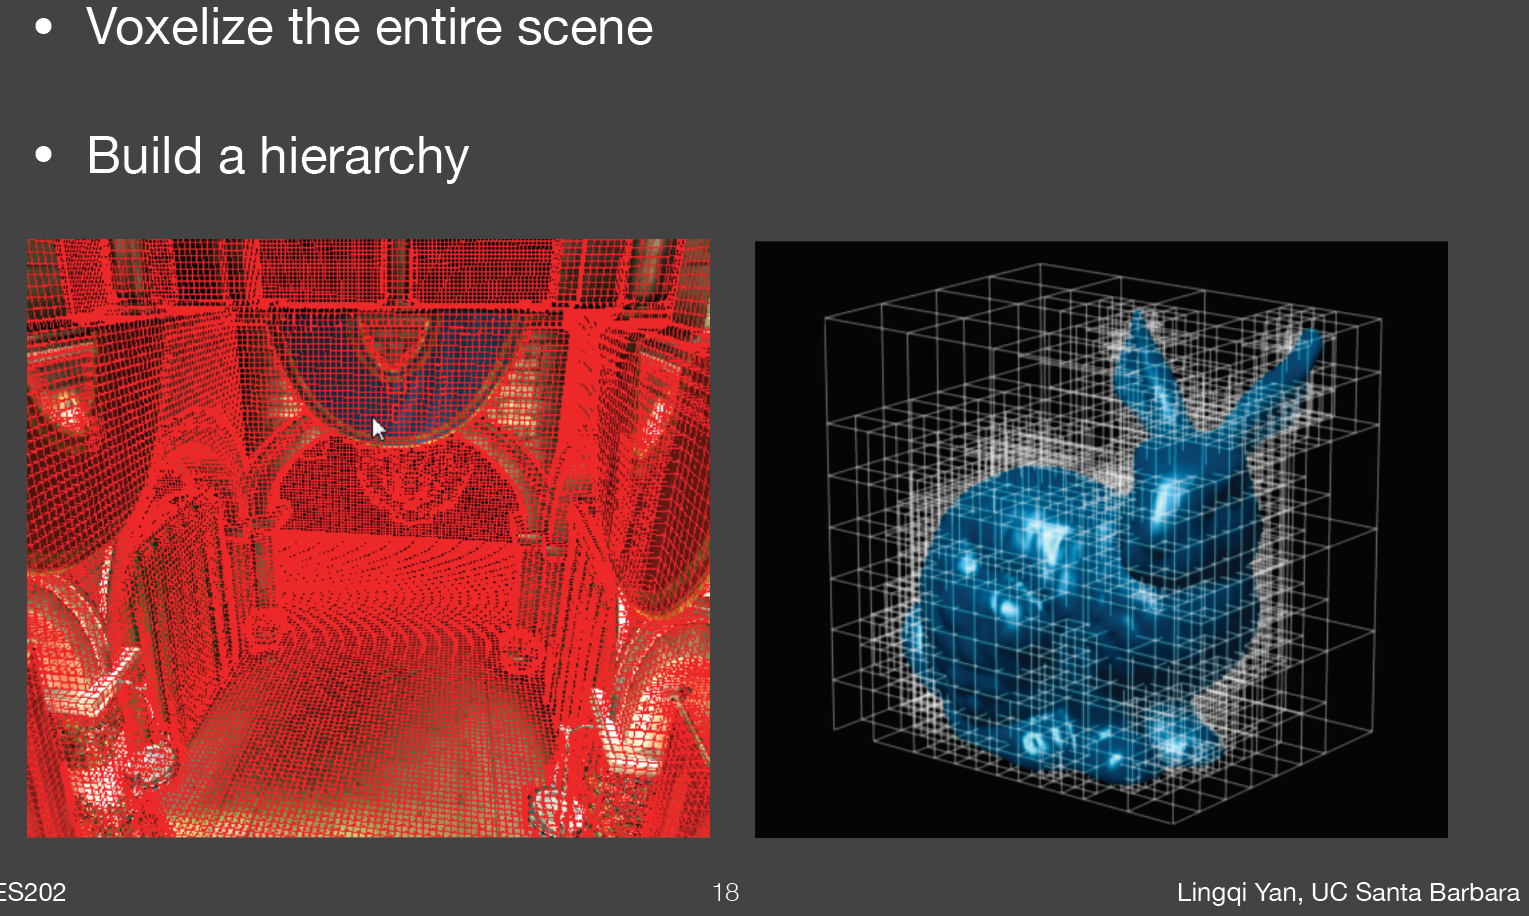 • Voxelize the entire scene
• Build a hierarchy
ES202
18
Lingqi Yan, UC Santa Barbara